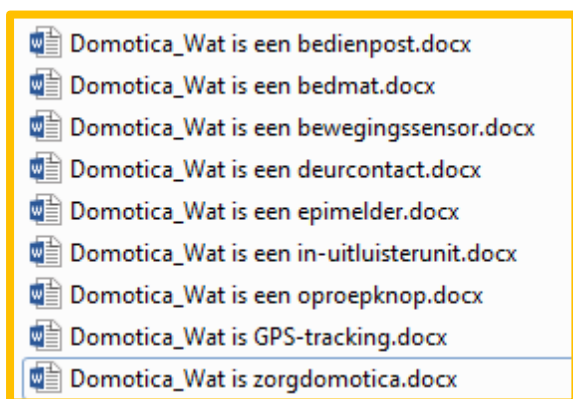 Domotica_Wat is een bedienpost.docx
Domotica_Wat is een bedmat.docx
Domotica_Wat is een bewegingssensor.docx
Domotica_Wat is een deurcontact.docx
Domotica_Wat is een epimelder.docx
Domotica_Wat is een in-uitluisterunit.docx
Domotica_Wat is een oproepknop.docx
Domotica_Wat is GPS-tracking.docx
Domotica_Wat is zorgdomotica.docx